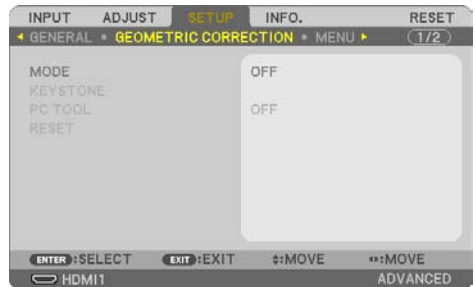 INPUT ADJUST SETUP INFO. RESET
GENERAL • GEOMETRIC CORRECTION • MENU (1/2)
MODE OFF
KEYSTONE
PC TOOL OFF
RESET
ENTER:SELECT EXIT:EXIT :MOVE :MOVE
HDMI1 ADVANCED